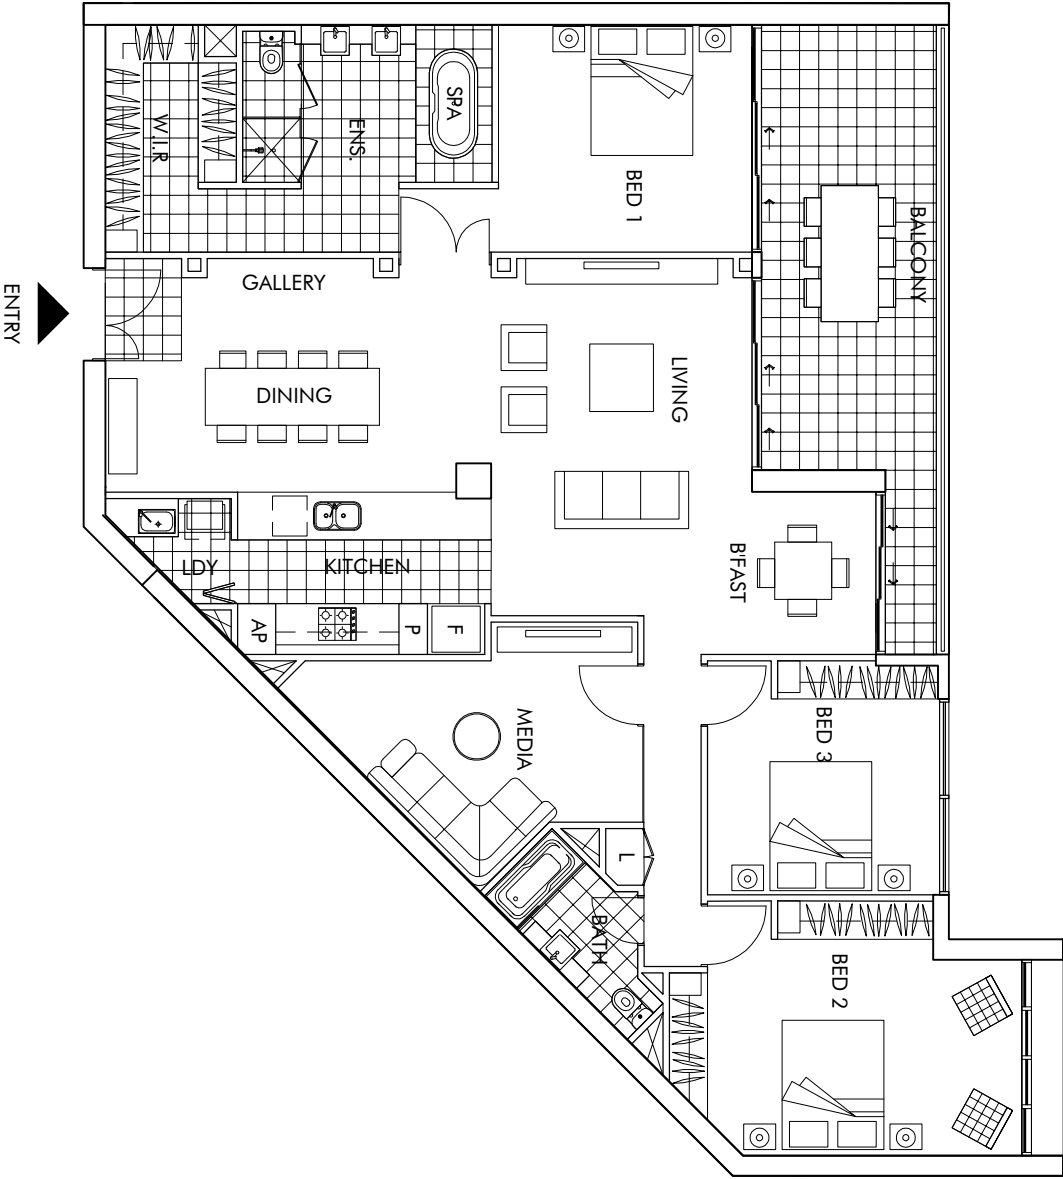 W.I.R
ENS.
SPA
BED 1
BALCONY
ENTRY
GALLERY
DINING
LIVING
LDY
KITCHEN
B'FAST
AP
P
F
MEDIA
BED 3
L
BATH
BED 2